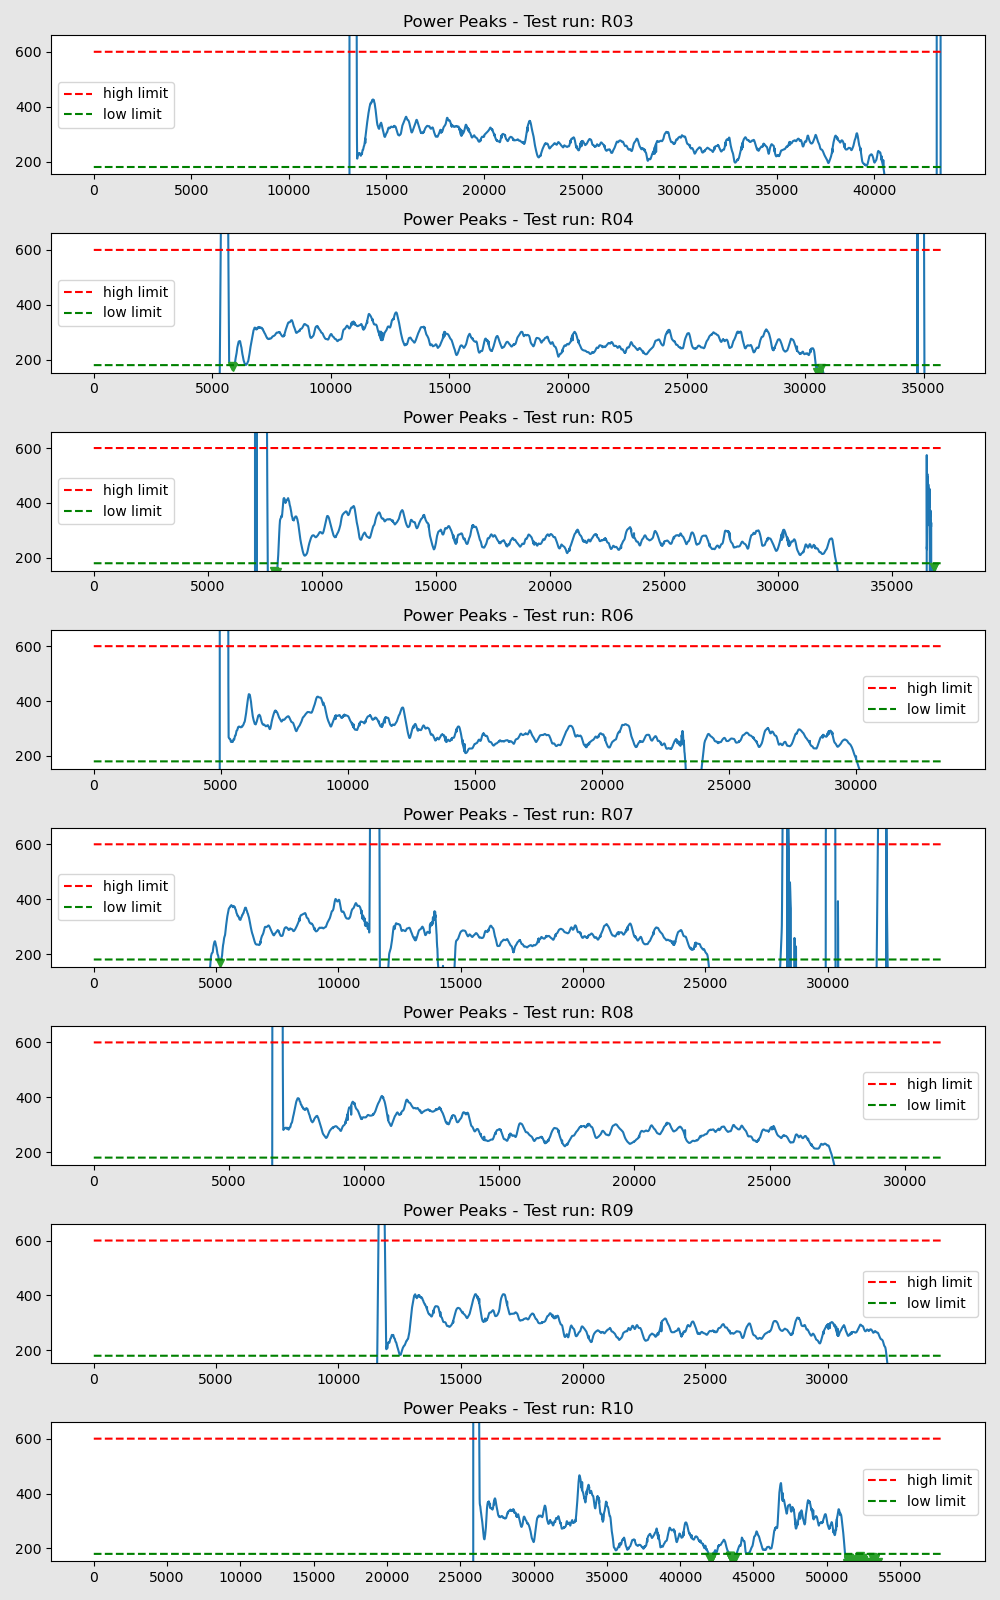 Power Peaks - Test run: R03
600
400
200
high limit
low limit
0 5000 10000 15000 20000 25000 30000 35000 40000
Power Peaks - Test run: R04
600
400
200
high limit
low limit
0 5000 10000 15000 20000 25000 30000 35000
Power Peaks - Test run: R05
600
400
200
high limit
low limit
0 5000 10000 15000 20000 25000 30000 35000
Power Peaks - Test run: R06
600
400
200
high limit
low limit
0 5000 10000 15000 20000 25000 30000
Power Peaks - Test run: R07
600
400
200
high limit
low limit
0 5000 10000 15000 20000 25000 30000
Power Peaks - Test run: R08
600
400
200
high limit
low limit
0 5000 10000 15000 20000 25000 30000
Power Peaks - Test run: R09
600
400
200
high limit
low limit
0 5000 10000 15000 20000 25000 30000
Power Peaks - Test run: R10
600
400
200
high limit
low limit
0 5000 10000 15000 20000 25000 30000 35000 40000 45000 50000 55000